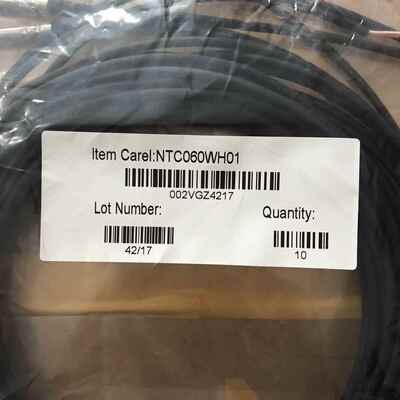 Item Carel:NTC060WH01
002VGZ4217
Lot Number:
Quantity:
42/17
10